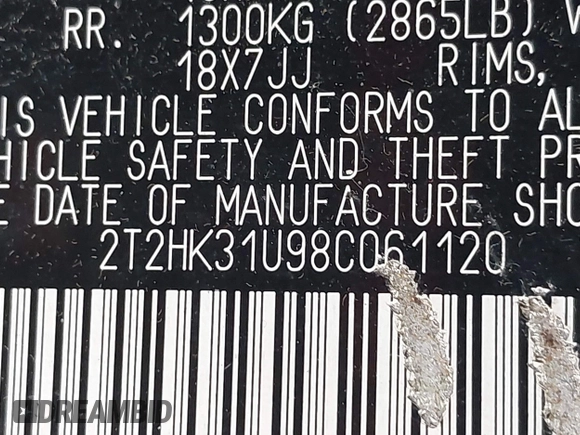 RR. 1300KG (2865LB) W
18X7JJ RIMS,
IS VEHICLE CONFORMS TO AL
HICLE SAFETY AND THEFT PR
E DATE OF MANUFACTURE SHO
2T2HK31U98C061120
DREAMBID